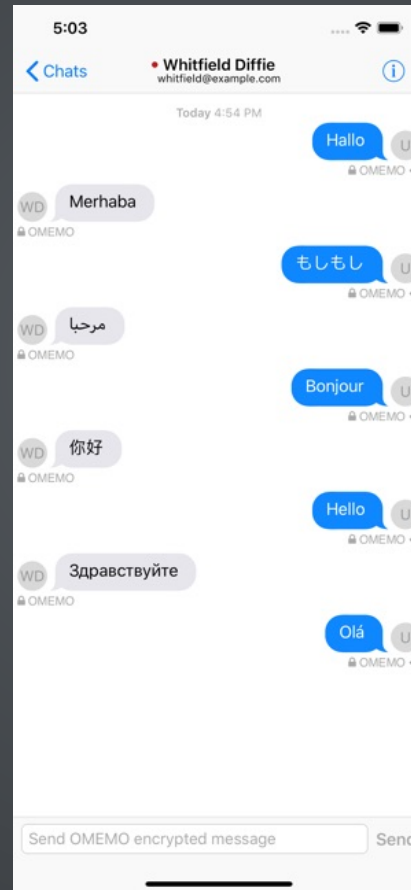 5:03
Chats
Whitfield Diffie
whitfield@example.com
Today 4:54 PM
Hallo
U
OMEMO
WD
Merhaba
OMEMO
もしもし
U
OMEMO
WD
مرحبا
OMEMO
Bonjour
U
OMEMO
WD
你好
OMEMO
Hello
U
OMEMO
WD
Здравствуйте
OMEMO
Olá
U
OMEMO
Send OMEMO encrypted message
Send